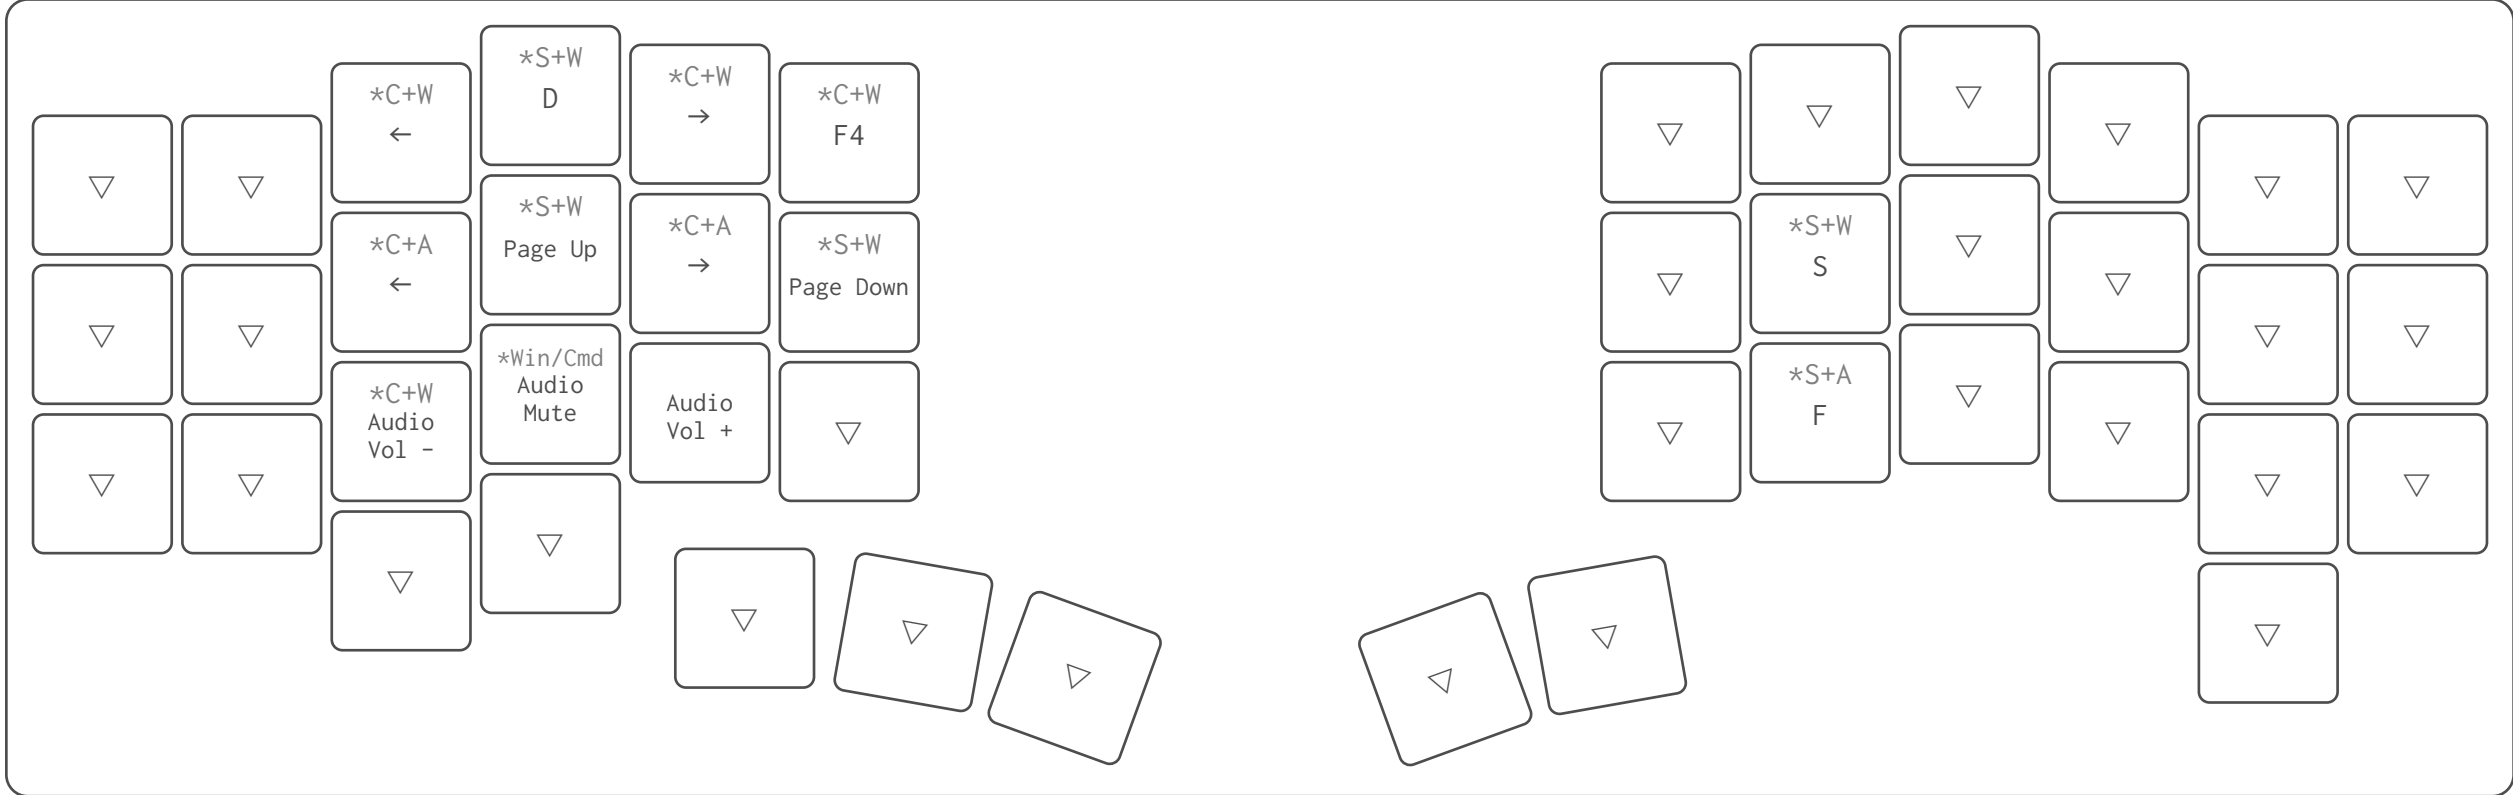 *C+W
←
*S+W
D
*C+W
→
*C+W
F4
*C+A
←
*S+W
Page Up
*C+A
→
*S+W
Page Down
*S+W
S
*C+W
Audio
Vol -
*Win/Cmd
Audio
Mute
Audio
Vol +
*S+A
F